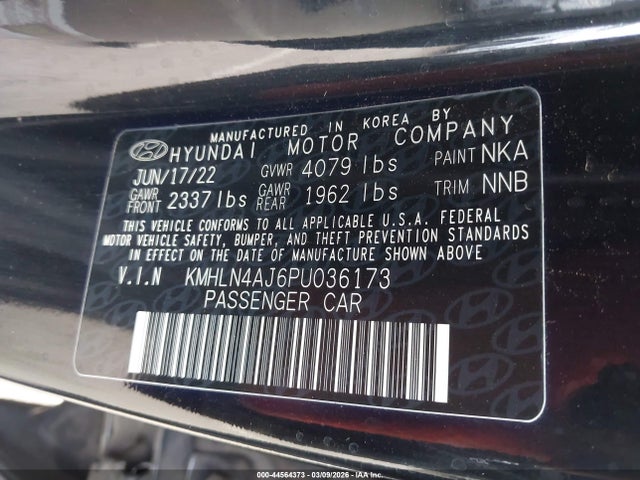 MANUFACTURED IN KOREA BY
HYUNDAI MOTOR COMPANY
JUN/17/22 GVWR 4079 lbs PAINT NKA
GAWR FRONT 2337 lbs GAWR REAR 1962 lbs TRIM NNB
THIS VEHICLE CONFORMS TO ALL APPLICABLE U.S.A. FEDERAL
MOTOR VEHICLE SAFETY, BUMPER, AND THEFT PREVENTION STANDARDS
IN EFFECT ON THE DATE OF MANUFACTURE SHOWN ABOVE.
V.I.N KMHLN4AJ6PU036173
PASSENGER CAR
000-44564373 | 03/09/2026 | IAA Inc.